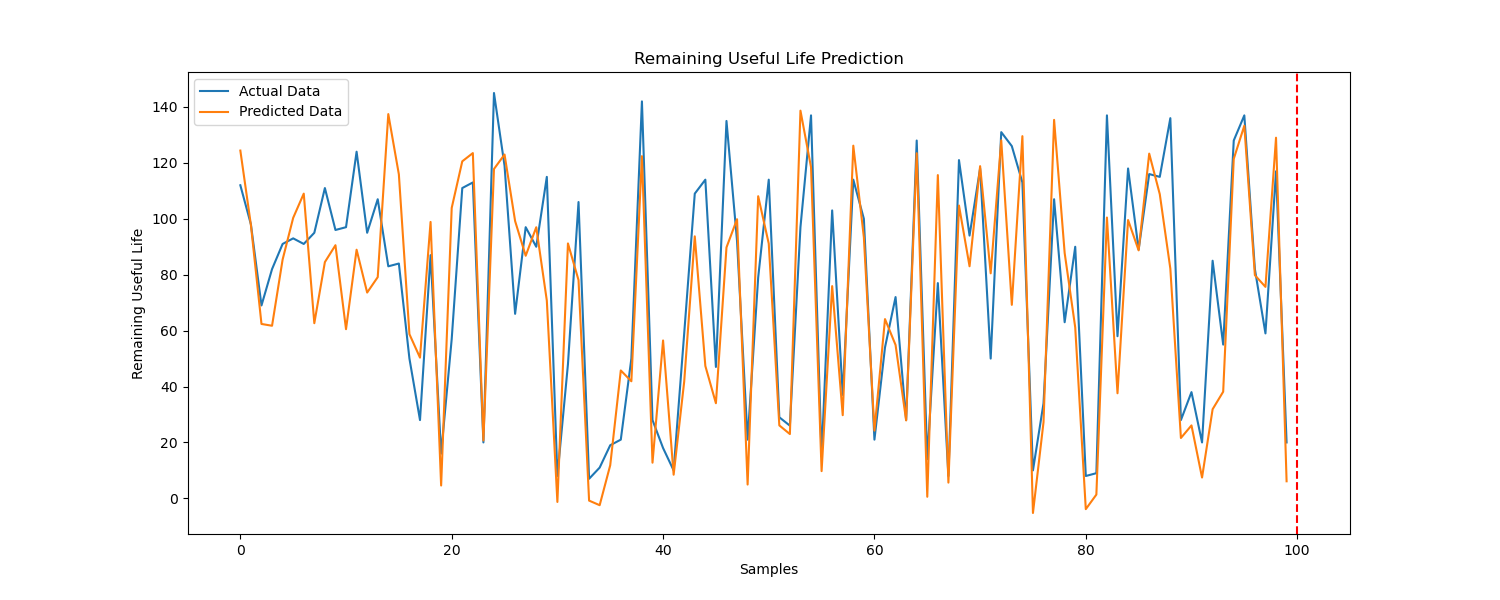 Remaining Useful Life Prediction
Actual Data
Predicted Data
Remaining Useful Life
140
120
100
80
60
40
20
0
0 20 40 60 80 100
Samples